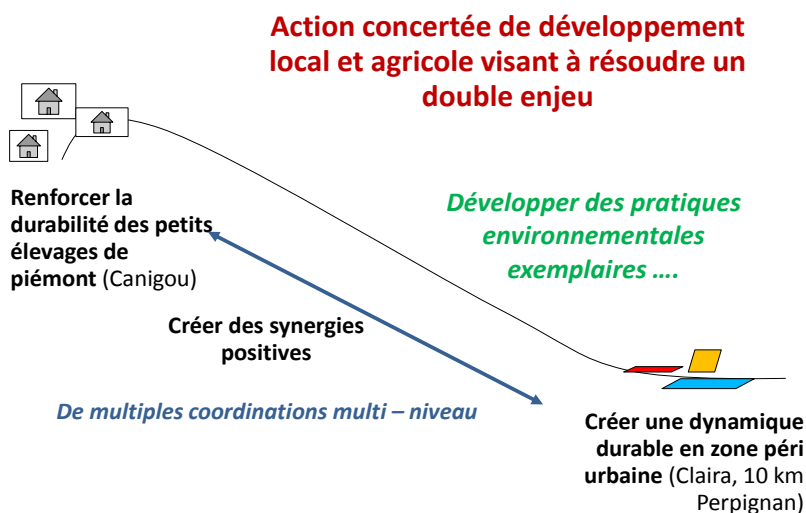 Action concertée de développement
local et agricole visant à résoudre un
double enjeu
Renforcer la
durabilité des petits
élevages de
piémont (Canigou)
Développer des pratiques
environnementales
exemplaires ....
Créer des synergies
positives
De multiples coordinations multi – niveau
Créer une dynamique
durable en zone péri
urbaine (Claira, 10 km
Perpignan)